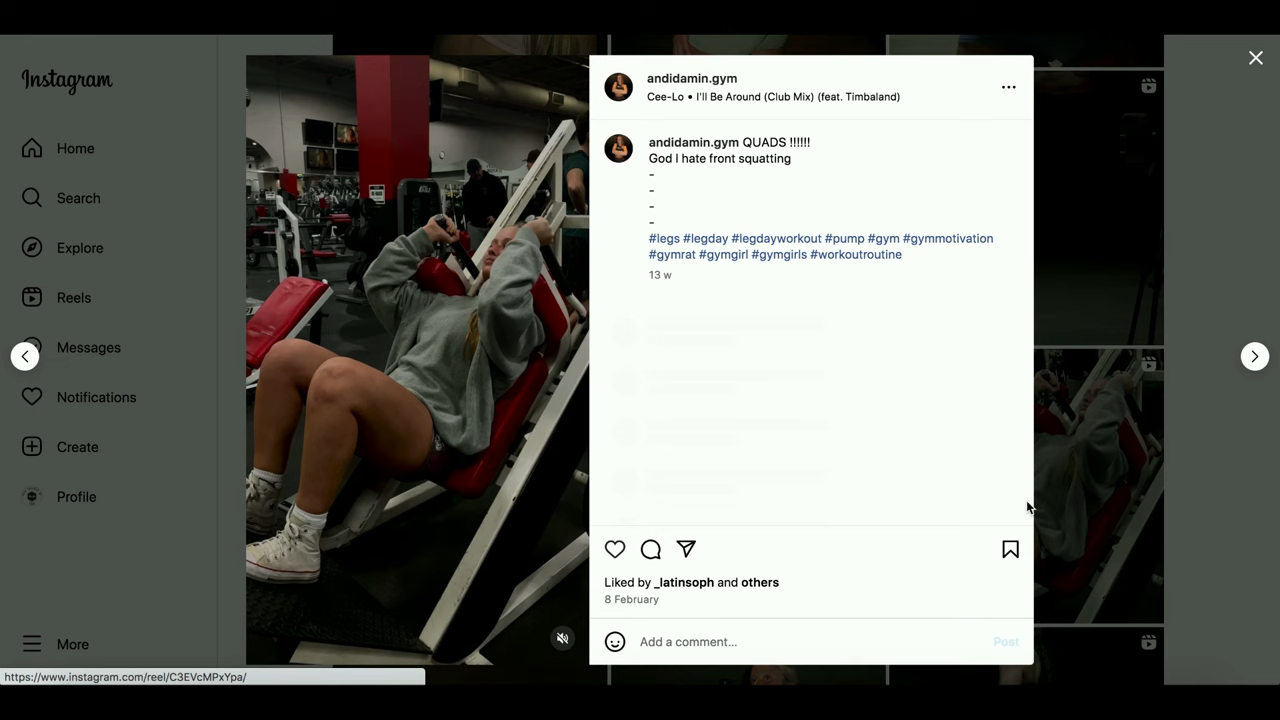 Instagram
Home
Search
Explore
Reels
Messages
Notifications
Create
Profile
More
andidamin.gym
Cee-Lo • I'll Be Around (Club Mix) (feat. Timbaland)
andidamin.gym QUADS !!!!!!
God I hate front squatting
-
-
-
-
#legs #legday #legdayworkout #pump #gym #gymmotivation
#gymrat #gymgirl #gymgirls #workoutroutine
13 w
Liked by _latinsoph and others
8 February
Add a comment...
Post
https://www.instagram.com/reel/C3EVcMPxYpa/